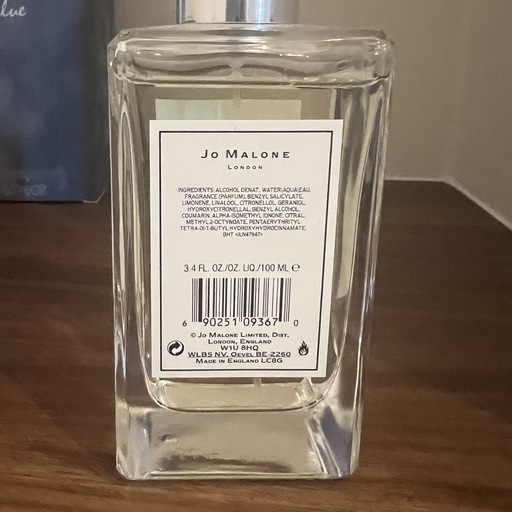 lue
Jo Malone
London
INGREDIENTS: ALCOHOL DENAT, WATER\AQUA\EAU,
FRAGRANCE (PARFUM), BENZYL SALICYLATE,
LIMONENE, LINALOOL, CITRONELLOL, GERANIOL,
HYDROXYCITRONELLAL, BENZYL ALCOHOL,
COUMARIN, ALPHA-ISOMETHYL IONONE, CITRAL,
METHYL 2-OCTYNOATE, PENTAERYTHRITYL
TETRA-DI-T-BUTYL HYDROXYHYDROCINNAMATE,
BHT <ILN47947>
3.4 FL. OZ./OZ. LIQ./100 ML ℮
6 90251 09367 0
© Jo Malone Limited, Dist.
London, England
W1U 8HQ
WLBS NV. Oevel BE-2260
Made in England LC8G